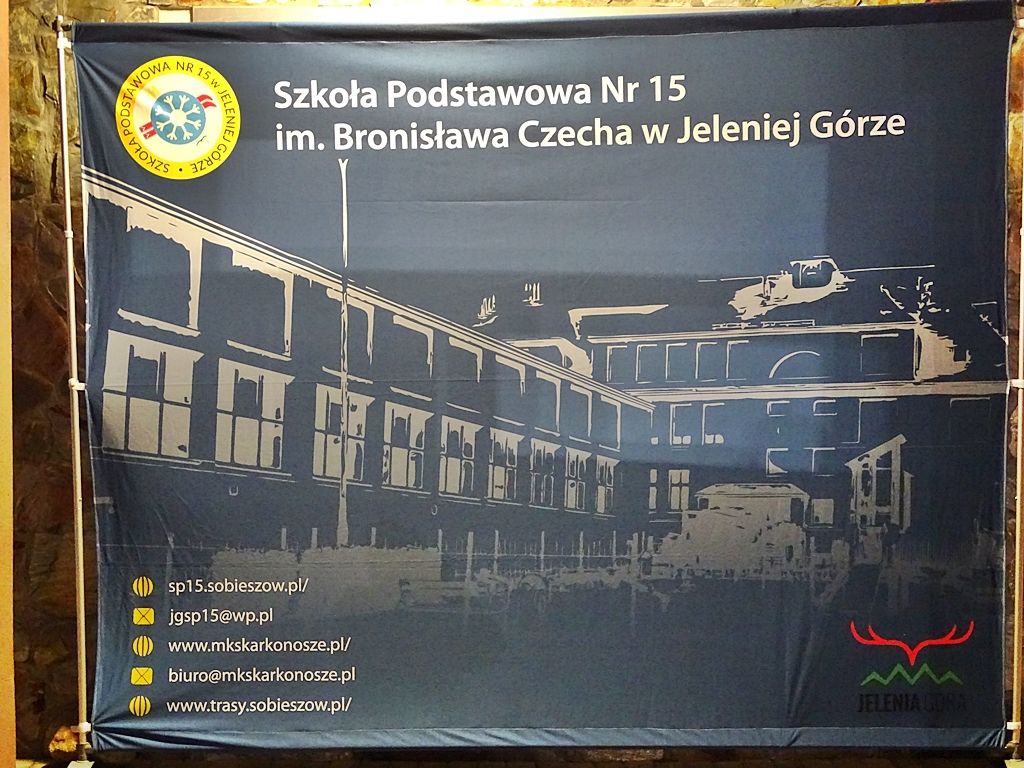 SZKOŁA PODSTAWOWA NR 15 W JELENIEJ GÓRZE •
Szkoła Podstawowa Nr 15
im. Bronisława Czecha w Jeleniej Górze
sp15.sobieszow.pl/
jgsp15@wp.pl
www.mkskarkonosze.pl/
biuro@mkskarkonosze.pl
www.trasy.sobieszow.pl/
JELENIA GÓRA